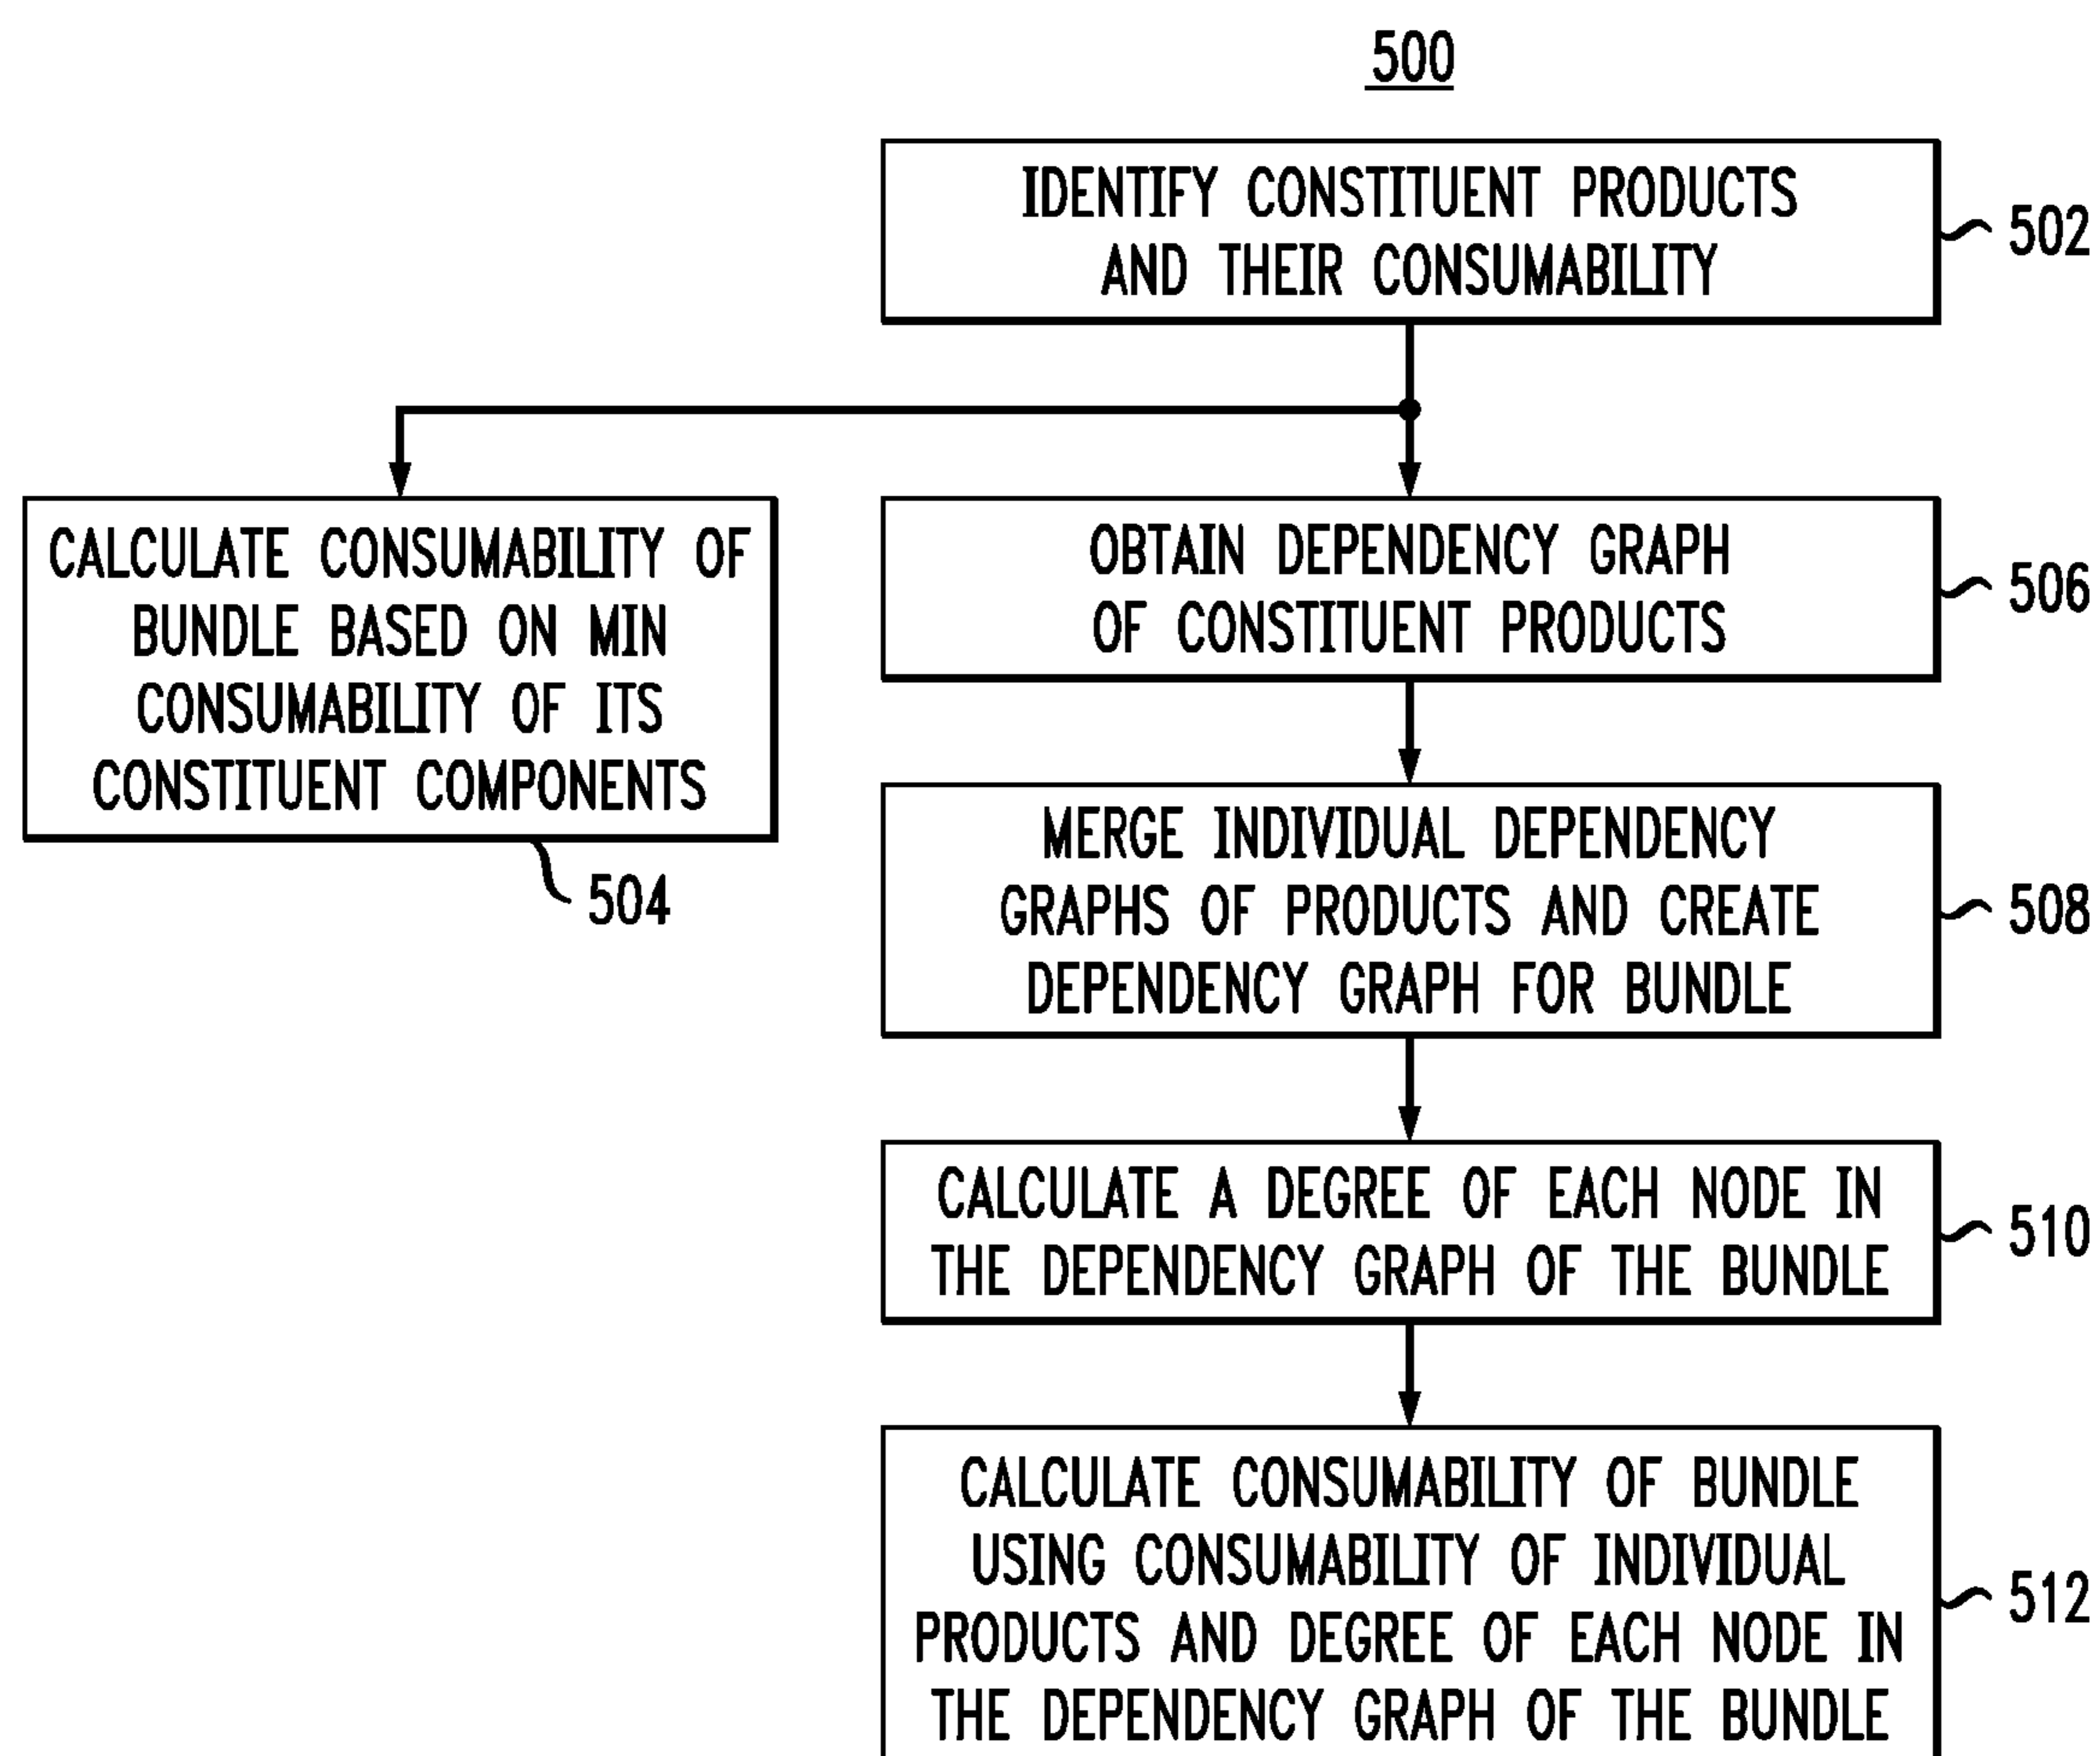 500
IDENTIFY CONSTITUENT PRODUCTS
AND THEIR CONSUMABILITY
502
CALCULATE CONSUMABILITY OF
BUNDLE BASED ON MIN
CONSUMABILITY OF ITS
CONSTITUENT COMPONENTS
504
OBTAIN DEPENDENCY GRAPH
OF CONSTITUENT PRODUCTS
506
MERGE INDIVIDUAL DEPENDENCY
GRAPHS OF PRODUCTS AND CREATE
DEPENDENCY GRAPH FOR BUNDLE
508
CALCULATE A DEGREE OF EACH NODE IN
THE DEPENDENCY GRAPH OF THE BUNDLE
510
CALCULATE CONSUMABILITY OF BUNDLE
USING CONSUMABILITY OF INDIVIDUAL
PRODUCTS AND DEGREE OF EACH NODE IN
THE DEPENDENCY GRAPH OF THE BUNDLE
512